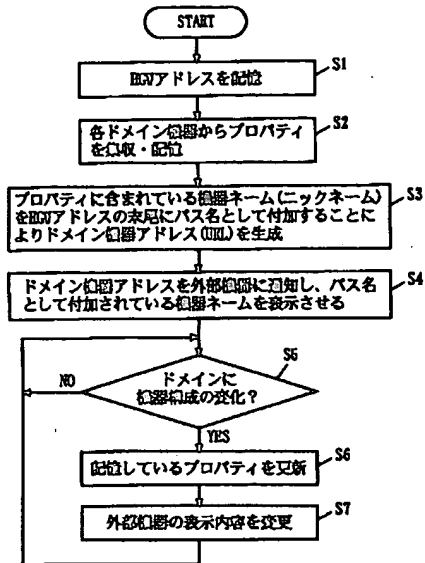 START
HGWアドレスを記憶
S1
各ドメイン機器からプロパティ
を収・記憶
S2
プロパティに含まれている機器ネーム(ニックネーム)
をHGWアドレスの末尾にパス名として付加することに
よりドメイン機器アドレス(URL)を生成
S3
ドメイン機器アドレスを外部機器に通知し、パス名
として付加されている機器ネームを表示させる
S4
ドメインに
機器構成の変化?
S5
NO
YES
記憶しているプロパティを更新
S6
外部機器の表示内容を変更
S7